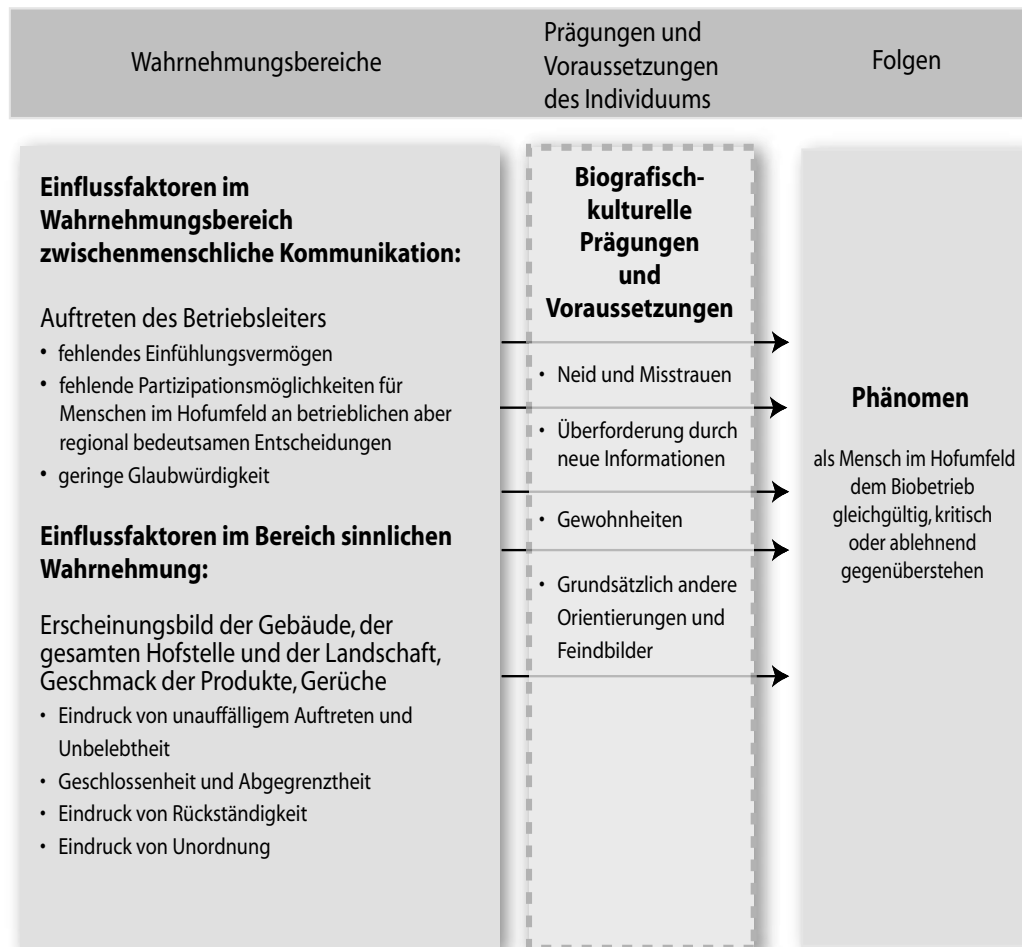 Wahrnehmungsbereiche
Prägungen und
Voraussetzungen
des Individuums
Folgen
Einflussfaktoren im
Wahrnehmungsbereich
zwischenmenschliche Kommunikation:
Auftreten des Betriebsleiters
• fehlendes Einfühlungsvermögen
• fehlende Partizipationsmöglichkeiten für
Menschen im Hofumfeld an betrieblichen aber
regional bedeutsamen Entscheidungen
• geringe Glaubwürdigkeit
Einflussfaktoren im Bereich sinnlichen
Wahrnehmung:
Erscheinungsbild der Gebäude, der
gesamten Hofstelle und der Landschaft,
Geschmack der Produkte, Gerüche
• Eindruck von unauffälligem Auftreten und
Unbelebtheit
• Geschlossenheit und Abgegrenztheit
• Eindruck von Rückständigkeit
• Eindruck von Unordnung
Biografisch-
kulturelle
Prägungen
und
Voraussetzungen
• Neid und Misstrauen
• Überforderung durch
neue Informationen
• Gewohnheiten
• Grundsätzlich andere
Orientierungen und
Feindbilder
Phänomen
als Mensch im Hofumfeld
dem Biobetrieb
gleichgültig, kritisch
oder ablehnend
gegenüberstehen